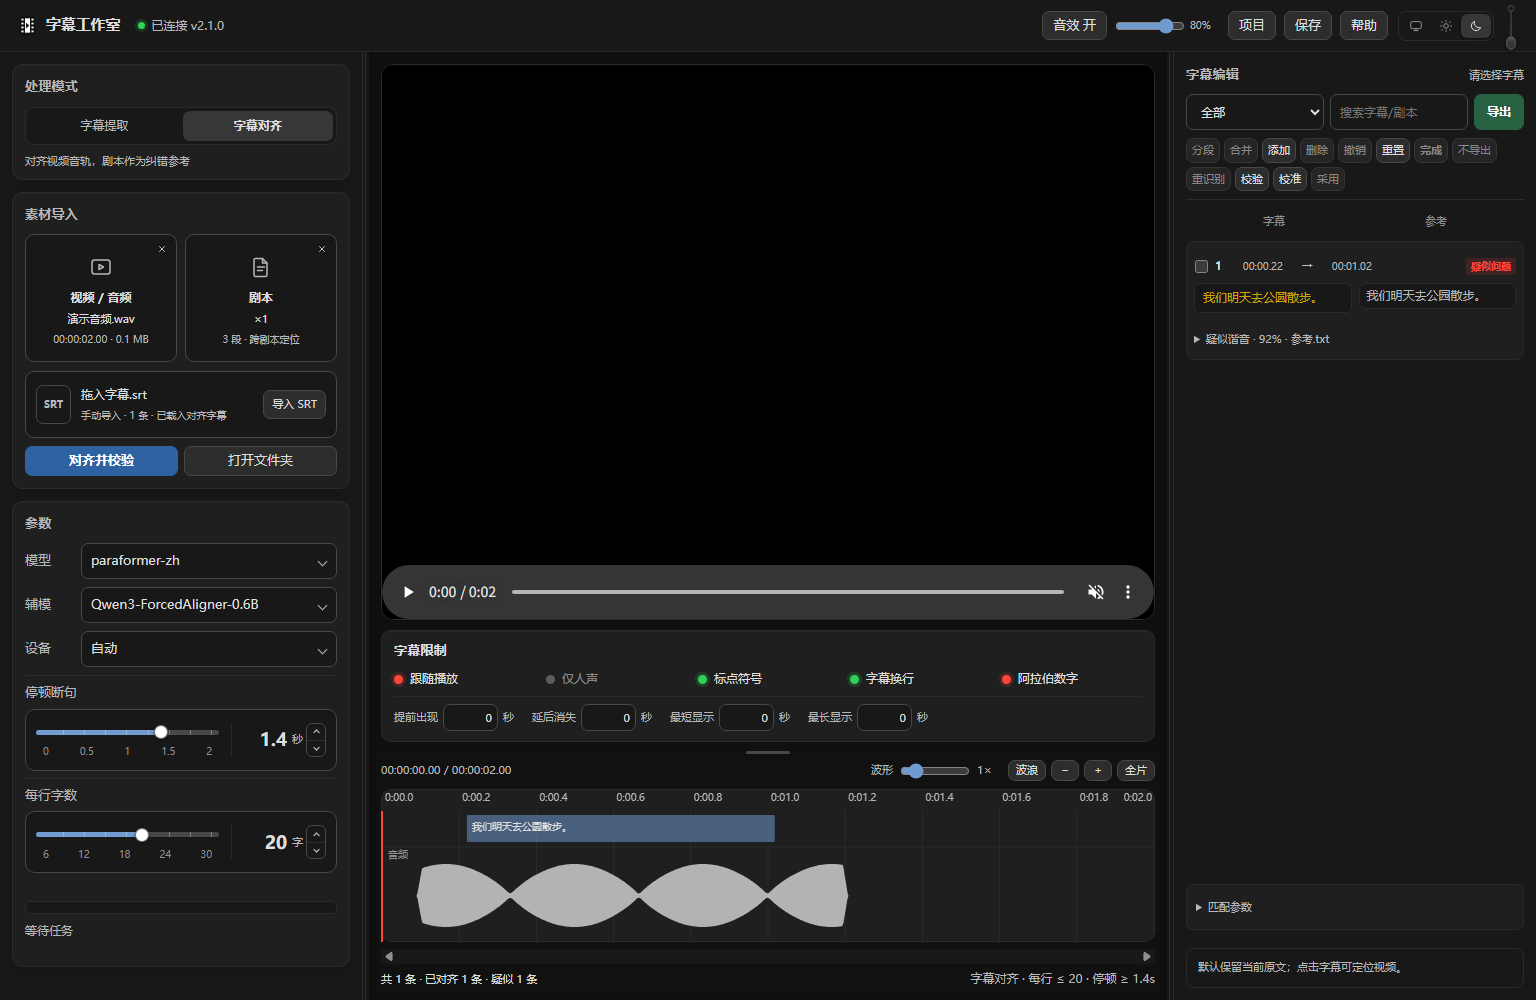 字幕工作室 已连接 v2.1.0 音效 开 80% 项目 保存 帮助
处理模式
字幕提取 字幕对齐
对齐视频音轨，剧本作为纠错参考
素材导入
视频 / 音频
演示音频.wav
00:00:02.00 · 0.1 MB
剧本
×1
3 段 · 跨剧本定位
SRT
拖入字幕.srt
手动导入 · 1 条 · 已载入对齐字幕
导入 SRT
对齐并校验 打开文件夹
参数
模型 paraformer-zh
辅模 Qwen3-ForcedAligner-0.6B
设备 自动
停顿断句
0 0.5 1 1.5 2
1.4 秒
每行字数
6 12 18 24 30
20 字
等待任务
0:00 / 0:02
字幕限制
跟随播放 仅人声 标点符号 字幕换行 阿拉伯数字
提前出现 0 秒 延后消失 0 秒 最短显示 0 秒 最长显示 0 秒
00:00:00.00 / 00:00:02.00 波形 1× 波浪 − + 全片
0:00.0 0:00.2 0:00.4 0:00.6 0:00.8 0:01.0 0:01.2 0:01.4 0:01.6 0:01.8 0:02.0
我们明天去公圆散步。
音频
共 1 条 · 已对齐 1 条 · 疑似 1 条 字幕对齐 · 每行 ≤ 20 · 停顿 ≥ 1.4s
字幕编辑 请选择字幕
全部 搜索字幕/剧本 导出
分段 合并 添加 删除 撤销 重置 完成 不导出
重识别 校验 校准 采用
字幕 参考
1 00:00.22 → 00:01.02 疑似问题
我们明天去公圆散步。 我们明天去公园散步。
疑似谐音 · 92% · 参考.txt
匹配参数
默认保留当前原文；点击字幕可定位视频。